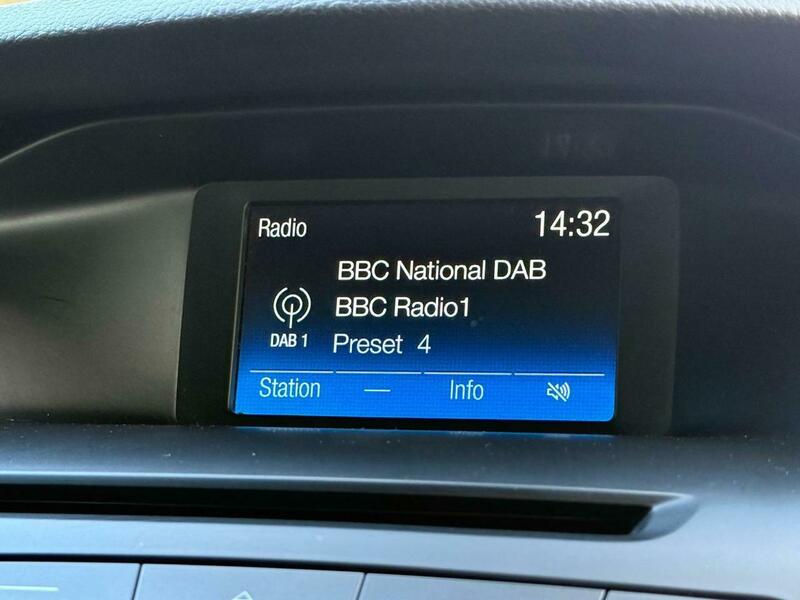 Radio 14:32
BBC National DAB
BBC Radio1
DAB 1 Preset 4
Station — Info